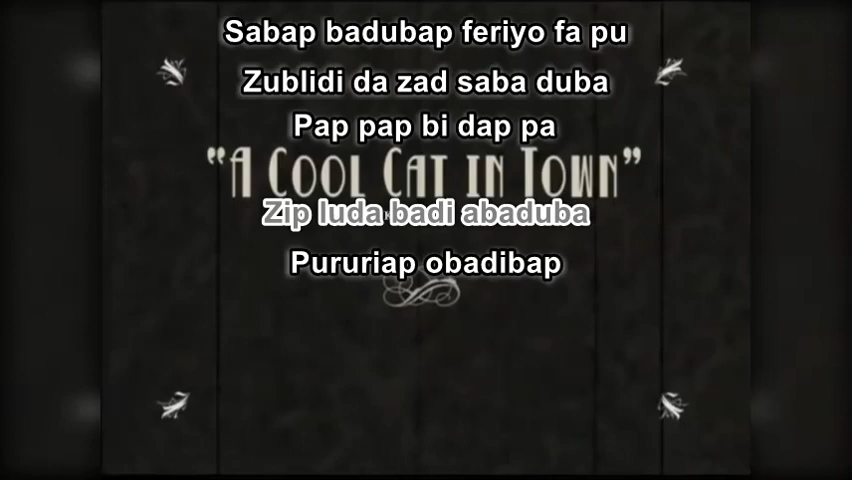 Sabap badubap feriyo fa pu
Zublidi da zad saba duba
Pap pap bi dap pa
“A Cool Cat in Town”
Zip luda badi abaduba
Pururiap obadibap